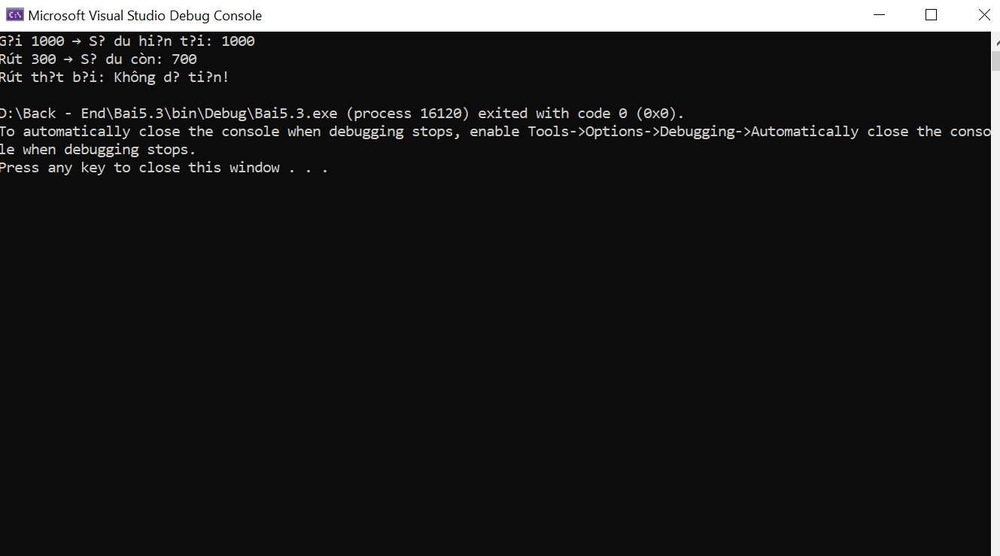 Microsoft Visual Studio Debug Console
G?i 1000 → S? du hi?n t?i: 1000
Rút 300 → S? du còn: 700
Rút th?t b?i: Không d? ti?n!
D:\Back - End\Bai5.3\bin\Debug\Bai5.3.exe (process 16120) exited with code 0 (0x0).
To automatically close the console when debugging stops, enable Tools->Options->Debugging->Automatically close the conso
le when debugging stops.
Press any key to close this window . . .